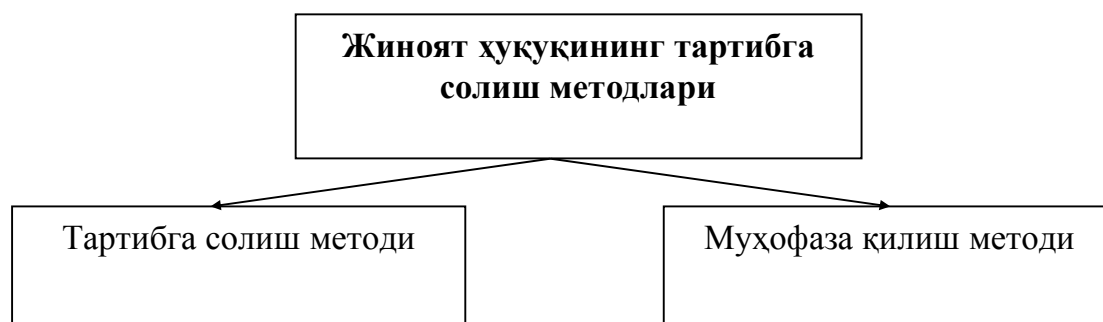 Жиноят ҳуқуқининг тартибга
солиш методлари
Тартибга солиш методи
Муҳофаза қилиш методи